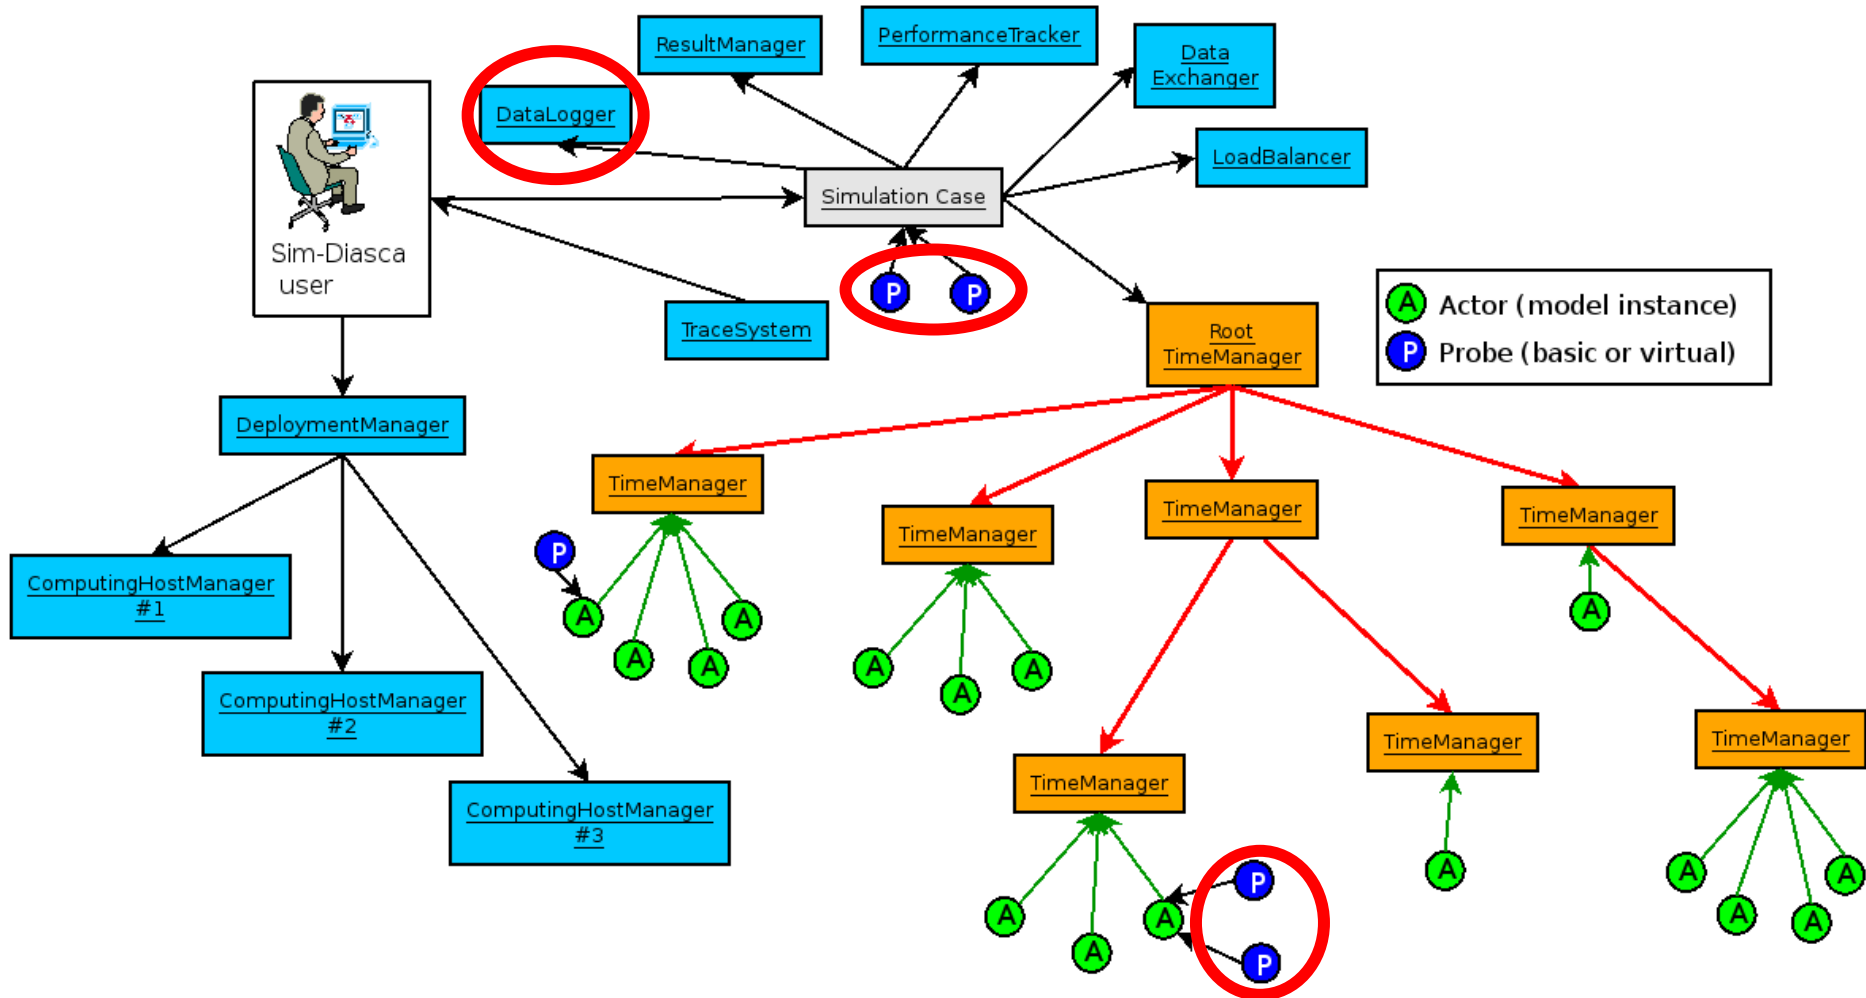 PerformanceTracker
ResultManager
Data
Exchanger
DataLogger
LoadBalancer
Simulation Case
Sim-Diasca
user
P
P
TraceSystem
Root
TimeManager
A Actor (model instance)
P Probe (basic or virtual)
DeploymentManager
TimeManager
TimeManager
TimeManager
TimeManager
P
ComputingHostManager
#1
A
A
A
A
A
A
A
A
ComputingHostManager
#2
TimeManager
TimeManager
TimeManager
ComputingHostManager
#3
TimeManager
A
A
A
P
P
A
A
A
A
A